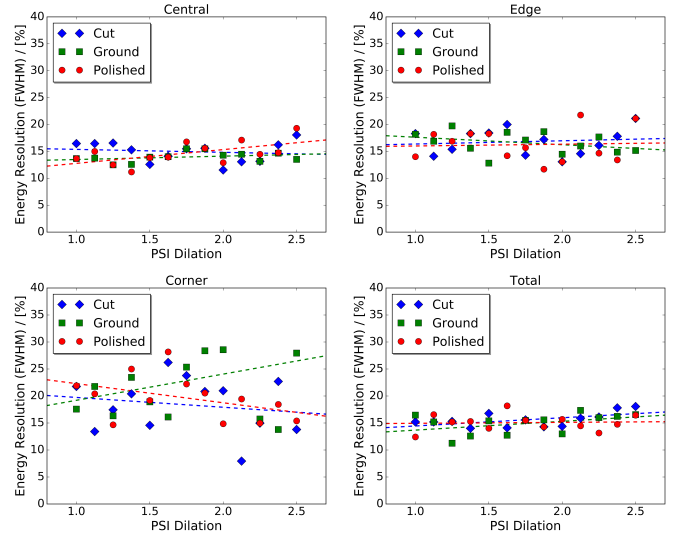 Central
Energy Resolution (FWHM) / [%]
40
35
30
25
20
15
10
5
0
Cut
Ground
Polished
1.0 1.5 2.0 2.5
PSI Dilation
Edge
Energy Resolution (FWHM) / [%]
40
35
30
25
20
15
10
5
0
Cut
Ground
Polished
1.0 1.5 2.0 2.5
PSI Dilation
Corner
Energy Resolution (FWHM) / [%]
40
35
30
25
20
15
10
5
0
Cut
Ground
Polished
1.0 1.5 2.0 2.5
PSI Dilation
Total
Energy Resolution (FWHM) / [%]
40
35
30
25
20
15
10
5
0
Cut
Ground
Polished
1.0 1.5 2.0 2.5
PSI Dilation